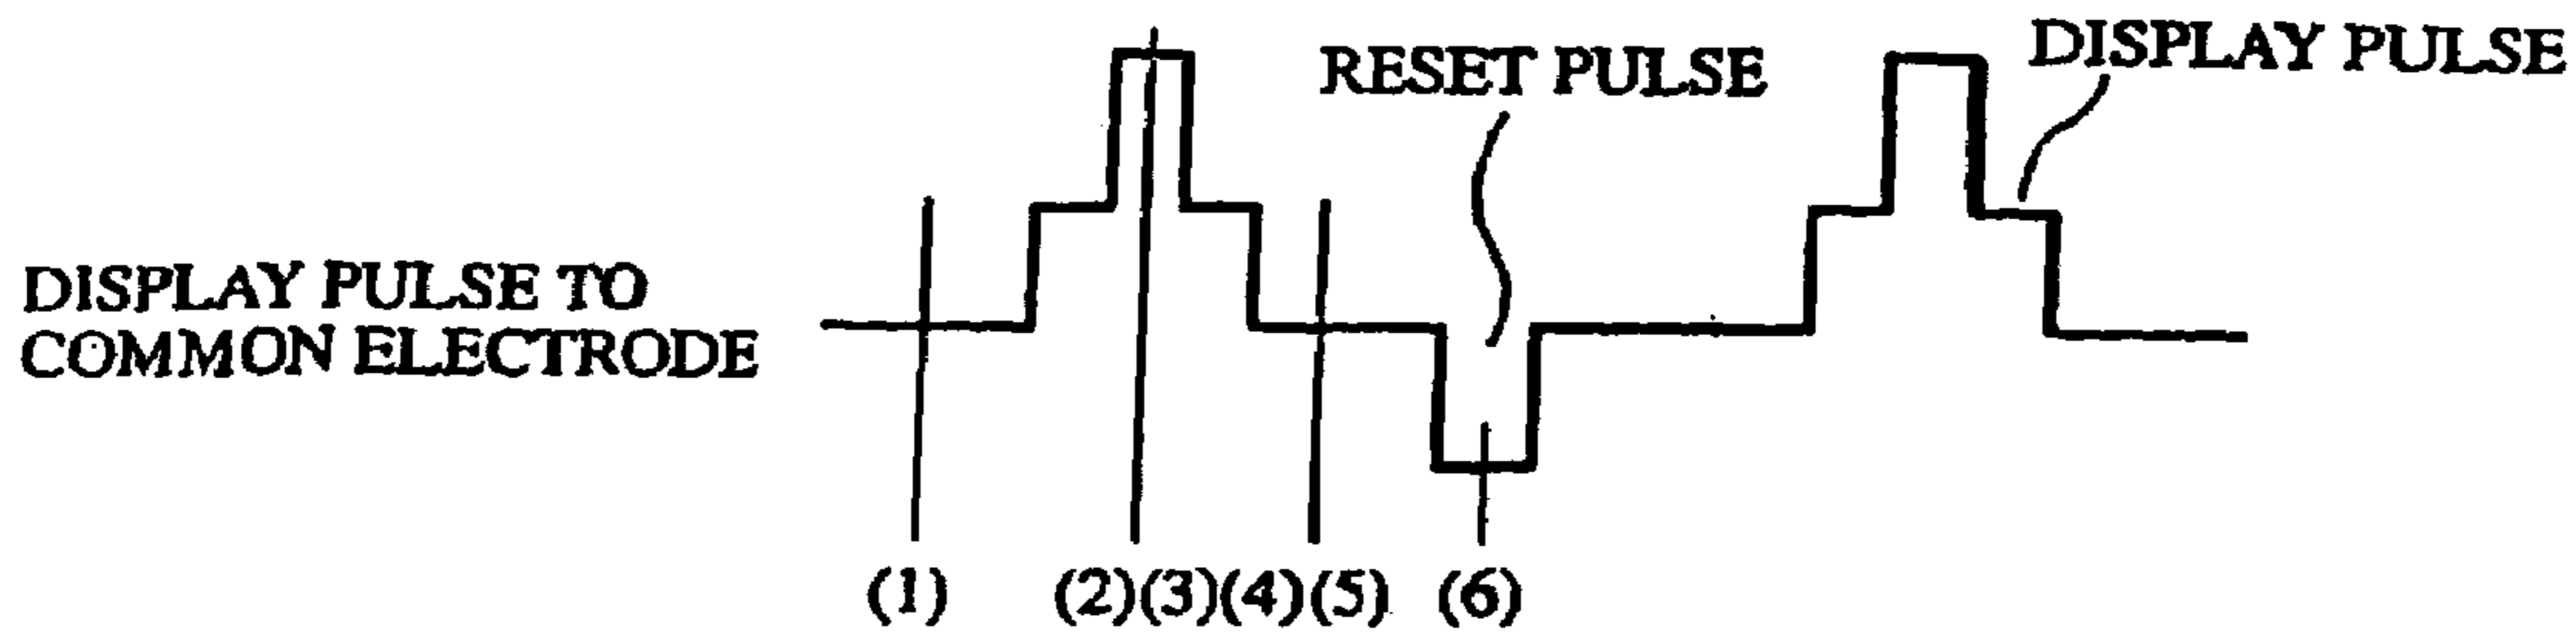 RESET PULSE
DISPLAY PULSE
DISPLAY PULSE TO
COMMON ELECTRODE
(1) (2)(3)(4)(5) (6)